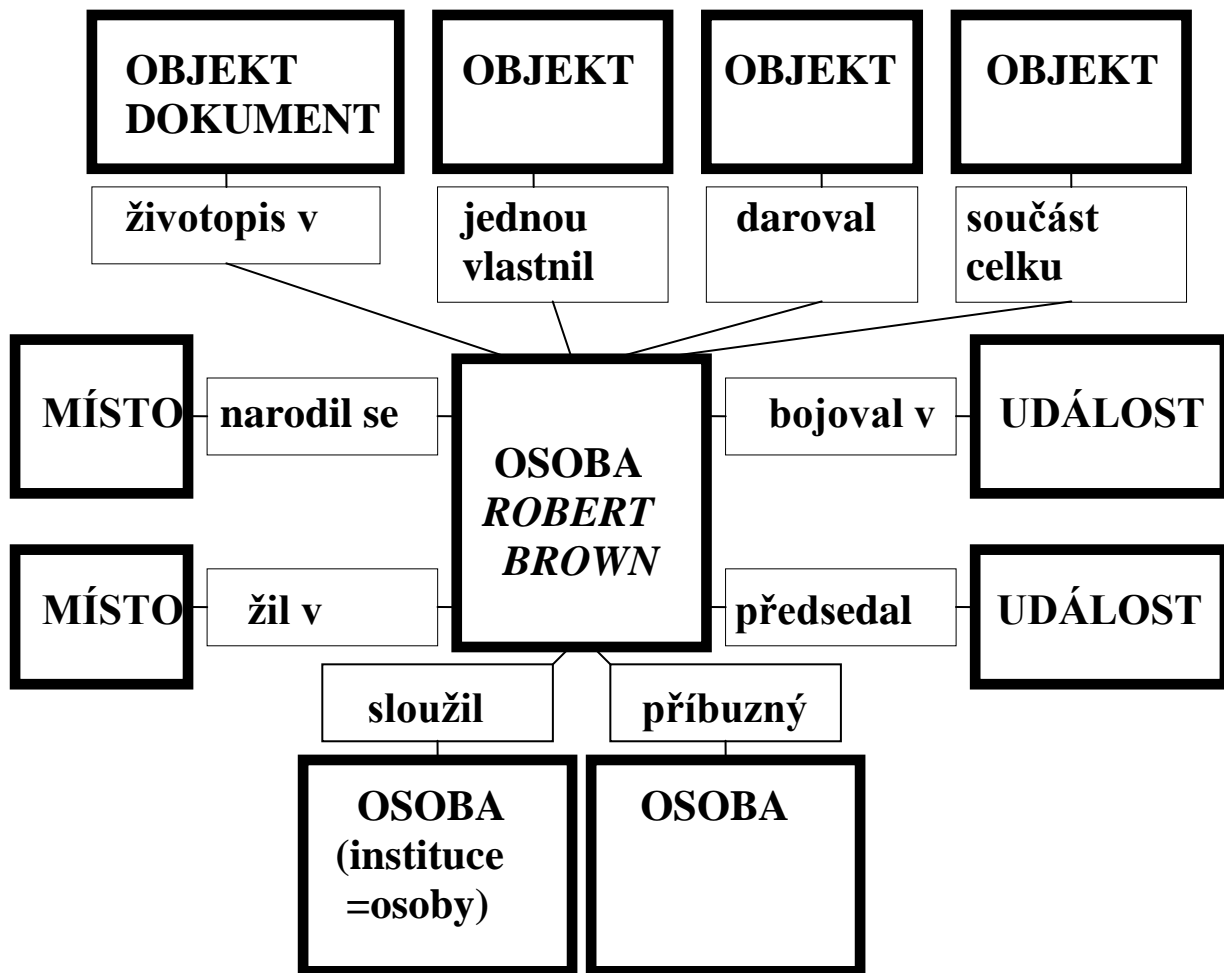 OBJEKT
DOKUMENT
OBJEKT
OBJEKT
OBJEKT
životopis v
jednou
vlastnil
daroval
součást
celku
MÍSTO
narodil se
OSOBA
ROBERT
BROWN
bojoval v
UDÁLOST
MÍSTO
žil v
předsedal
UDÁLOST
sloužil
příbuzný
OSOBA
(instituce
=osoby)
OSOBA